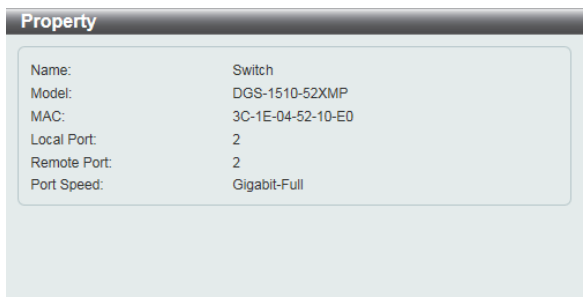 Property
Name: Switch
Model: DGS-1510-52XMP
MAC: 3C-1E-04-52-10-E0
Local Port: 2
Remote Port: 2
Port Speed: Gigabit-Full